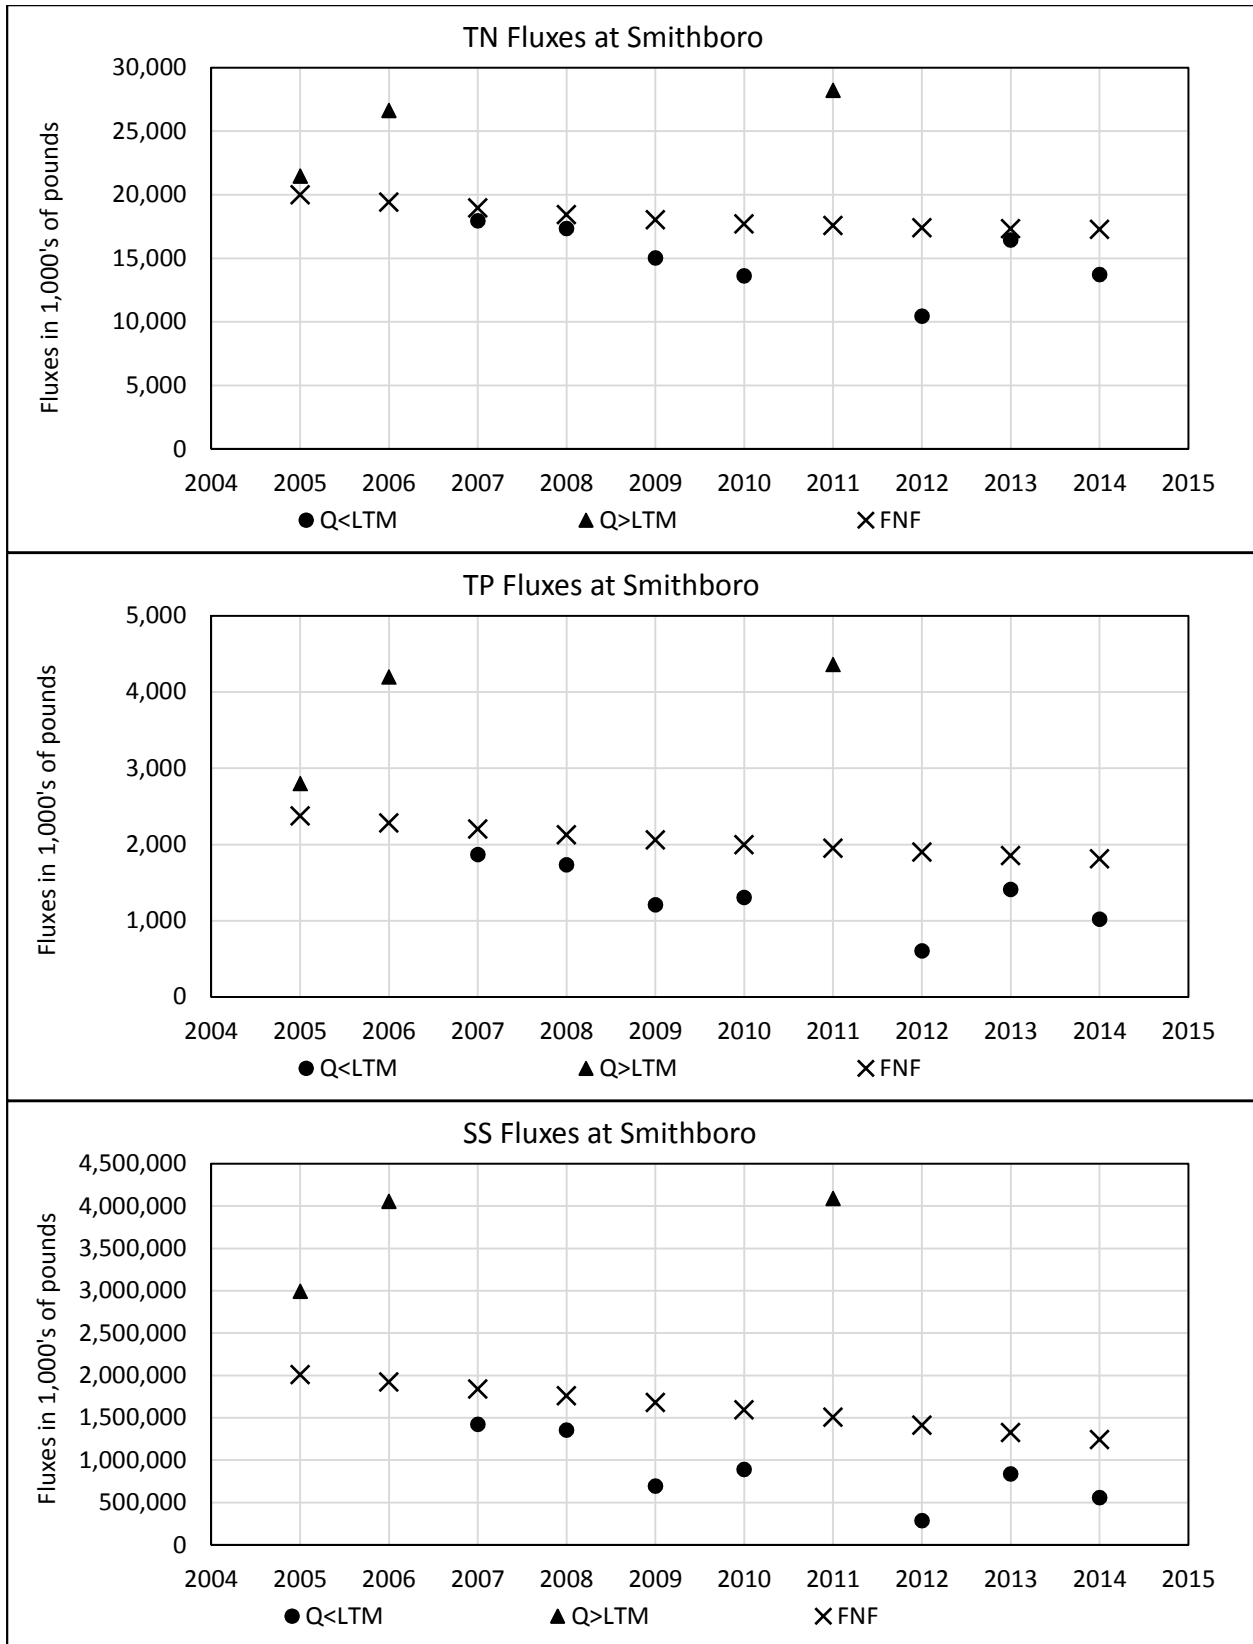 TN Fluxes at Smithboro
Fluxes in 1,000's of pounds
30,000
25,000
20,000
15,000
10,000
5,000
0
2004 2005 2006 2007 2008 2009 2010 2011 2012 2013 2014 2015
Q<LTM Q>LTM FNF
TP Fluxes at Smithboro
Fluxes in 1,000's of pounds
5,000
4,000
3,000
2,000
1,000
0
2004 2005 2006 2007 2008 2009 2010 2011 2012 2013 2014 2015
Q<LTM Q>LTM FNF
SS Fluxes at Smithboro
Fluxes in 1,000's of pounds
4,500,000
4,000,000
3,500,000
3,000,000
2,500,000
2,000,000
1,500,000
1,000,000
500,000
0
2004 2005 2006 2007 2008 2009 2010 2011 2012 2013 2014 2015
Q<LTM Q>LTM FNF